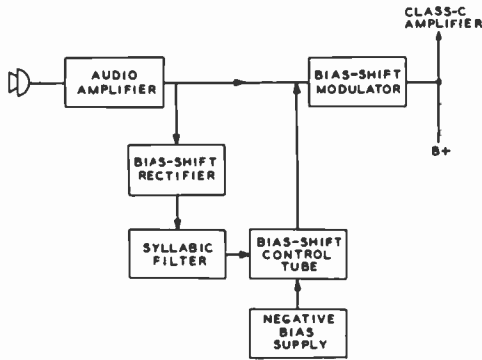 CLASS-C
AMPLIFIER
AUDIO
AMPLIFIER
BIAS-SHIFT
MODULATOR
B+
BIAS-SHIFT
RECTIFIER
SYLLABIC
FILTER
BIAS-SHIFT
CONTROL
TUBE
NEGATIVE
BIAS
SUPPLY